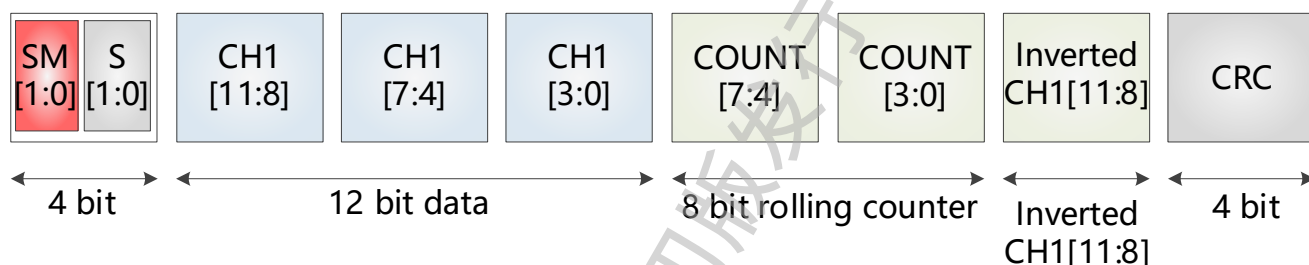 SM
[1:0]
S
[1:0]
CH1
[11:8]
CH1
[7:4]
CH1
[3:0]
COUNT
[7:4]
COUNT
[3:0]
Inverted
CH1[11:8]
CRC
4 bit
12 bit data
8 bit rolling counter
Inverted
CH1[11:8]
4 bit